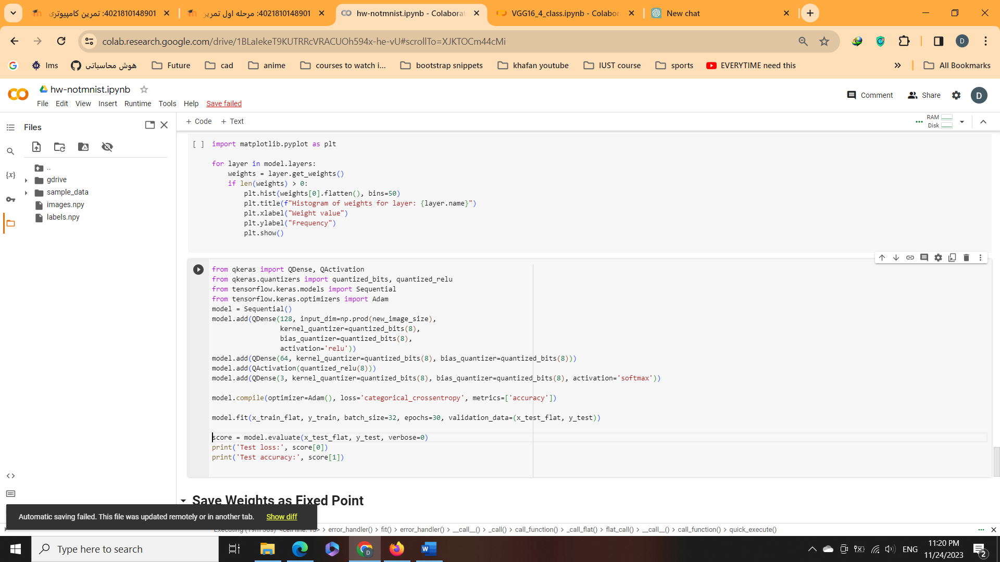 4021810148901: تمرین کامپیوتری
4021810148901: مرحله اول تمرین
hw-notmnist.ipynb - Colaborat
VGG16_4_class.ipynb - Colabor
New chat
colab.research.google.com/drive/1BLaIekeT9KUTRRcVRACUOh594x-he-vU#scrollTo=XJKTOCm44cMi
D
lms
هوش محاسباتی
Future
cad
anime
courses to watch i...
bootstrap snippets
khafan youtube
IUST course
sports
EVERYTIME need this
»
All Bookmarks
hw-notmnist.ipynb
Comment
Share
D
File Edit View Insert Runtime Tools Help Save failed
Files
+ Code + Text
RAM
Disk
..
gdrive
sample_data
images.npy
labels.npy
{x}
[ ] import matplotlib.pyplot as plt
for layer in model.layers:
weights = layer.get_weights()
if len(weights) > 0:
plt.hist(weights[0].flatten(), bins=50)
plt.title(f"Histogram of weights for layer: {layer.name}")
plt.xlabel("Weight value")
plt.ylabel("Frequency")
plt.show()
from qkeras import QDense, QActivation
from qkeras.quantizers import quantized_bits, quantized_relu
from tensorflow.keras.models import Sequential
from tensorflow.keras.optimizers import Adam
model = Sequential()
model.add(QDense(128, input_dim=np.prod(new_image_size),
kernel_quantizer=quantized_bits(8),
bias_quantizer=quantized_bits(8),
activation='relu'))
model.add(QDense(64, kernel_quantizer=quantized_bits(8), bias_quantizer=quantized_bits(8)))
model.add(QActivation(quantized_relu(8)))
model.add(QDense(3, kernel_quantizer=quantized_bits(8), bias_quantizer=quantized_bits(8), activation='softmax'))
model.compile(optimizer=Adam(), loss='categorical_crossentropy', metrics=['accuracy'])
model.fit(x_train_flat, y_train, batch_size=32, epochs=30, validation_data=(x_test_flat, y_test))
score = model.evaluate(x_test_flat, y_test, verbose=0)
print('Test loss:', score[0])
print('Test accuracy:', score[1])
Save Weights as Fixed Point
Automatic saving failed. This file was updated remotely or in another tab. Show diff
> error_handler() > fit() > error_handler() > __call__() > _call() > call_function() > _call_flat() > flat_call() > __call__() > call_function() > quick_execute()
Type here to search
ENG
11:20 PM
11/24/2023
2